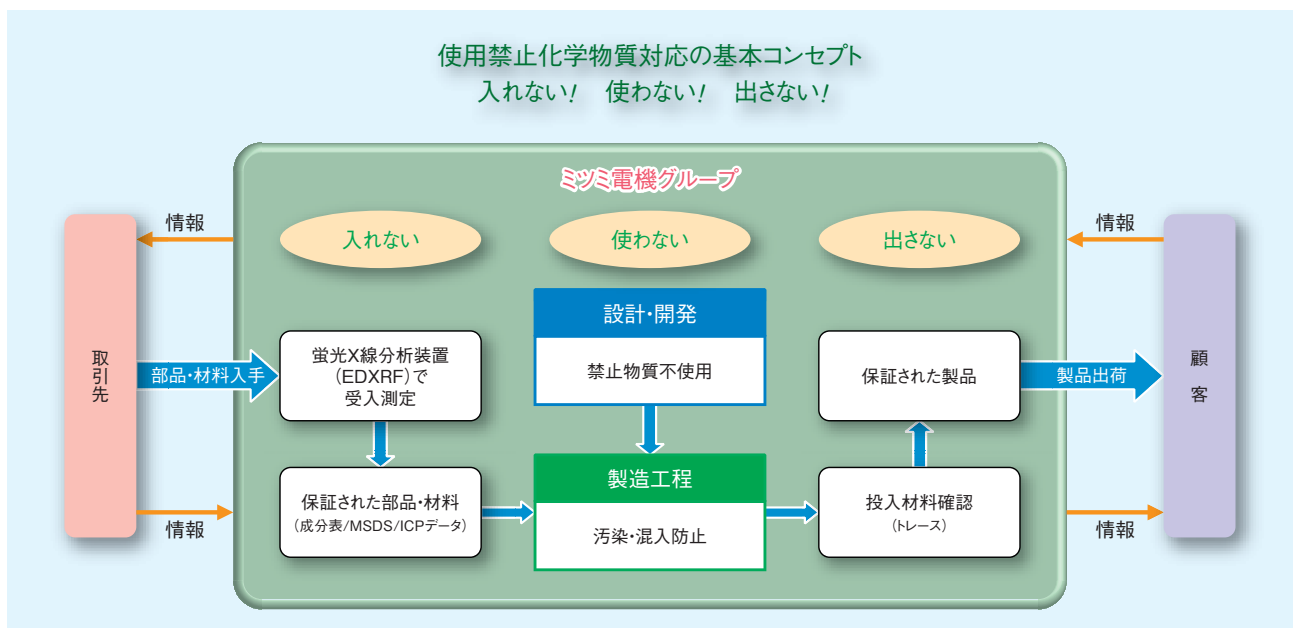 使用禁止化学物質対応の基本コンセプト
入れない! 使わない! 出さない!
ミツミ電機グループ
入れない
使わない
出さない
情報
情報
取引先
部品・材料入手
蛍光X線分析装置
(EDXRF)で
受入測定
設計・開発
禁止物質不使用
保証された製品
製品出荷
顧客
保証された部品・材料
(成分表/MSDS/ICPデータ)
製造工程
汚染・混入防止
投入材料確認
(トレース)
情報
情報